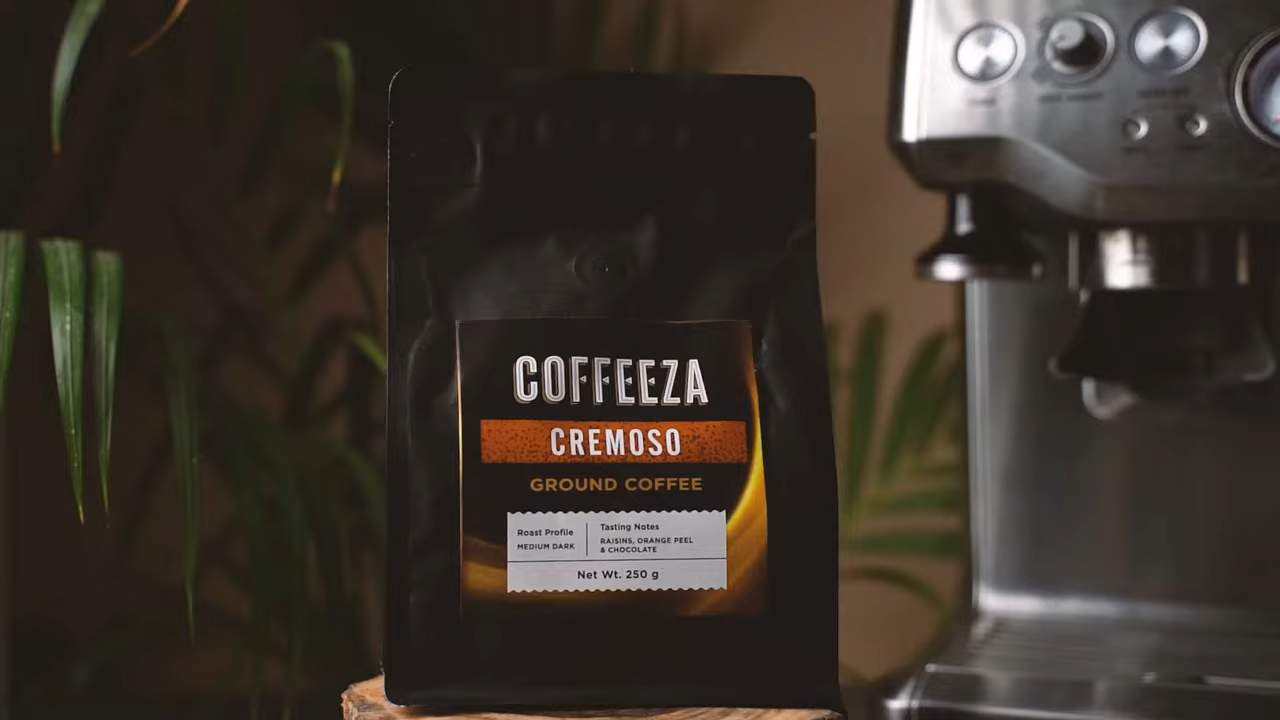 COFFEEZA
CREMOSO
GROUND COFFEE
Roast Profile
MEDIUM DARK
Tasting Notes
RAISINS, ORANGE PEEL
& CHOCOLATE
Net Wt. 250 g